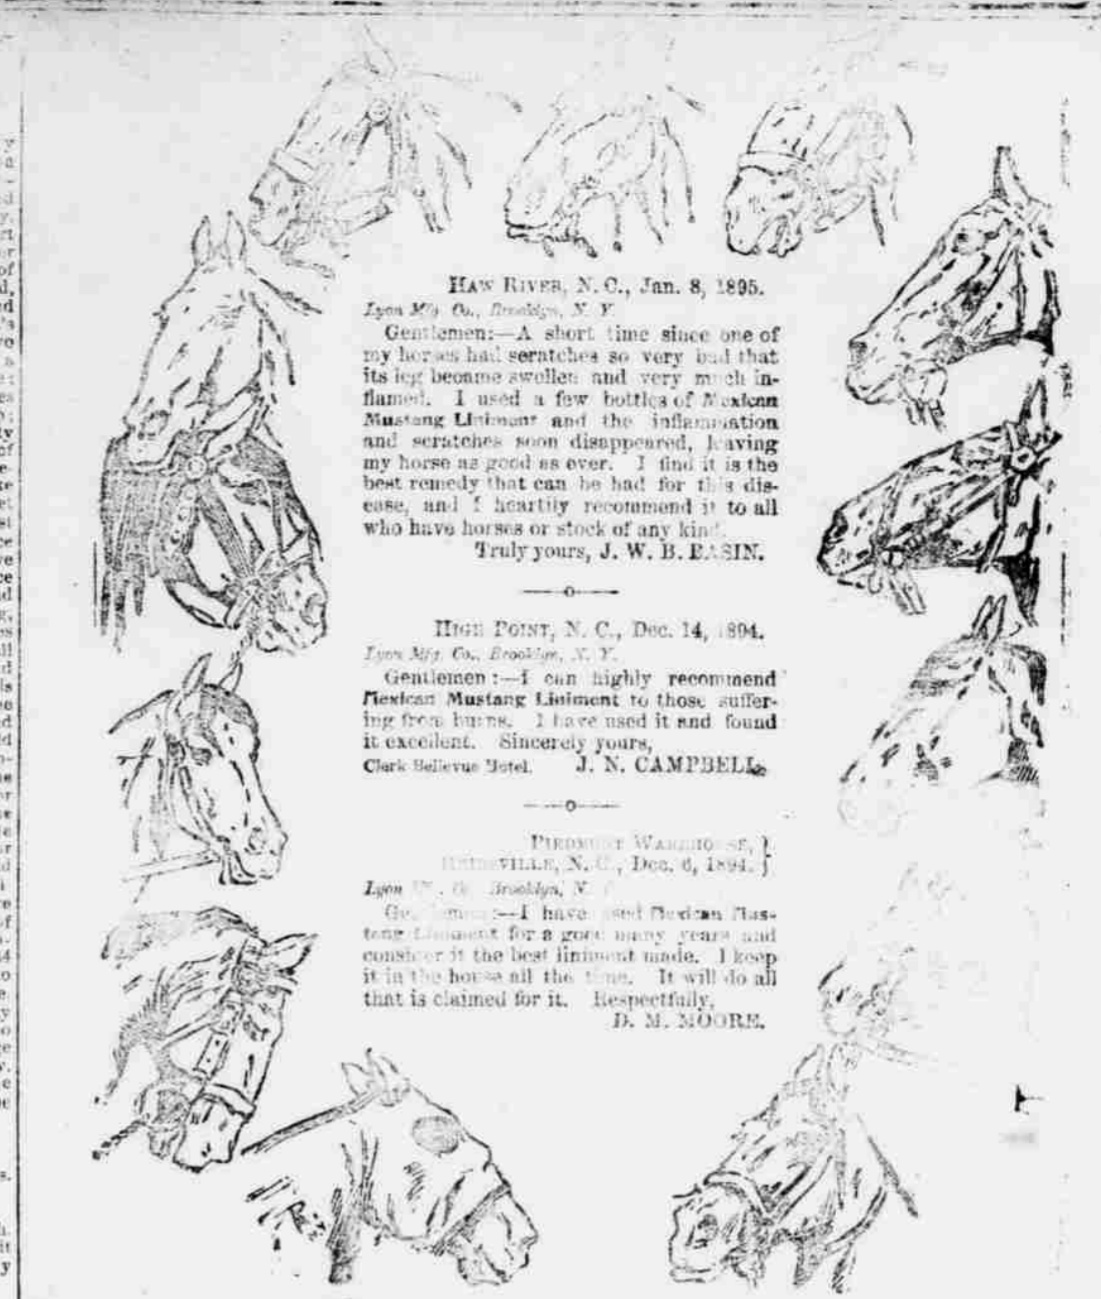 HAW RIVER, N. C., Jan. 8, 1895.
Lyon Mfg. Co., Brooklyn, N. Y.
Gentlemen:—A short time since one of
my horses had scratches so very bad that
its leg became swollen and very much in-
flamed. I used a few bottles of Mexican
Mustang Liniment and the inflammation
and scratches soon disappeared, leaving
my horse as good as ever. I find it is the
best remedy that can be had for this dis-
ease, and I heartily recommend it to all
who have horses or stock of any kind.
Truly yours, J. W. B.
HIGH POINT, N. C., Dec. 14, 1894.
Lyon Mfg. Co., Brooklyn, N. Y.
Gentlemen:—I can highly recommend
Mexican Mustang Liniment to those suffer-
ing from burns. I have used it and found
it excellent. Sincerely yours,
Clerk Bellevue Hotel. J. N. CAMPBELL.
PIEDMONT WAREHOUSE,
REIDSVILLE, N. C., Dec. 6, 1894.
Lyon Brooklyn, N.
Gentlemen:—I have used Mexican Mus-
tang Liniment for a good many years and
consider it the best liniment made. I keep
it in the house all the time. It will do all
that is claimed for it. Respectfully,
D. M. MOORE.